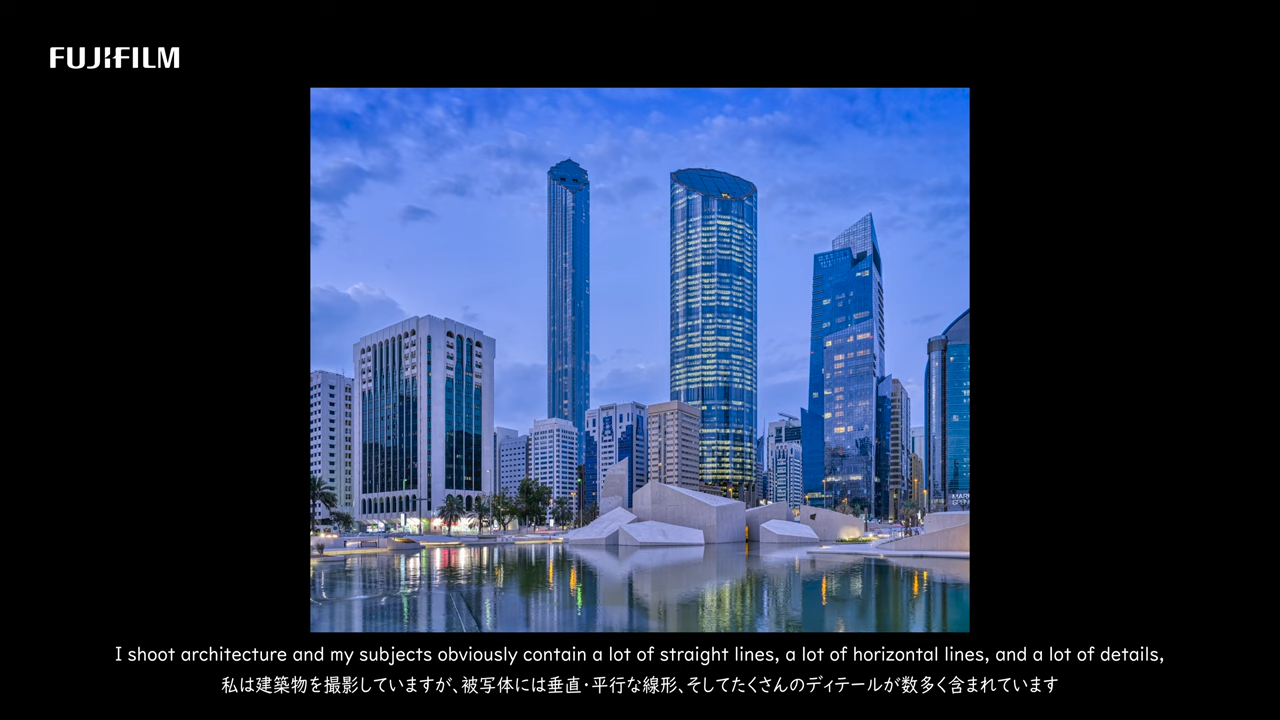 FUJIFILM
I shoot architecture and my subjects obviously contain a lot of straight lines, a lot of horizontal lines, and a lot of details,
私は建築物を撮影していますが、被写体には垂直・平行な線形、そしてたくさんのディテールが数多く含まれています